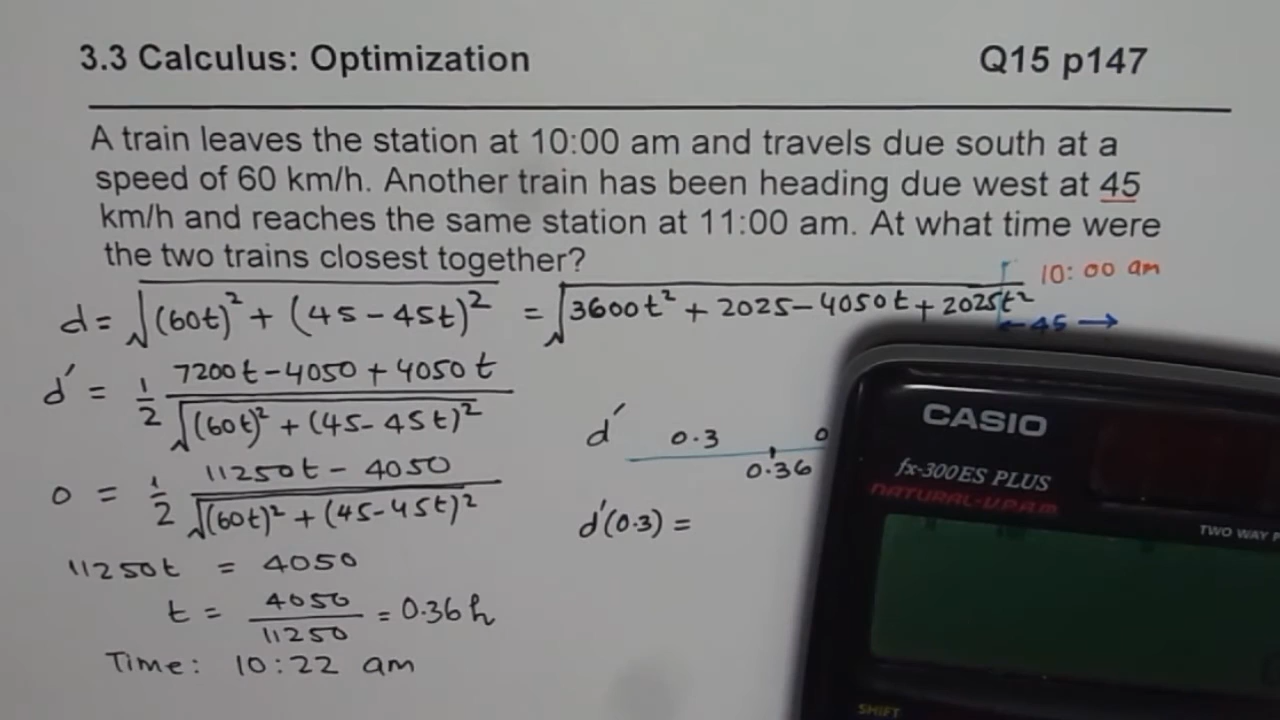 3.3 Calculus: Optimization Q15 p147
A train leaves the station at 10:00 am and travels due south at a
speed of 60 km/h. Another train has been heading due west at 45
km/h and reaches the same station at 11:00 am. At what time were
the two trains closest together?
10:00 am
d = √(60t)² + (45 - 45t)² = √3600t² + 2025 - 4050t + 2025t²
45
d' = 1/2 7200t - 4050 + 4050t / √(60t)² + (45 - 45t)²
d' 0.3 0
0.36
0 = 1/2 11250t - 4050 / √(60t)² + (45 - 45t)²
d'(0.3) =
11250t = 4050
t = 4050/11250 = 0.36 h
Time: 10:22 am
CASIO
fx-300ES PLUS
NATURAL-V.P.A.M.
TWO WAY P
SHIFT